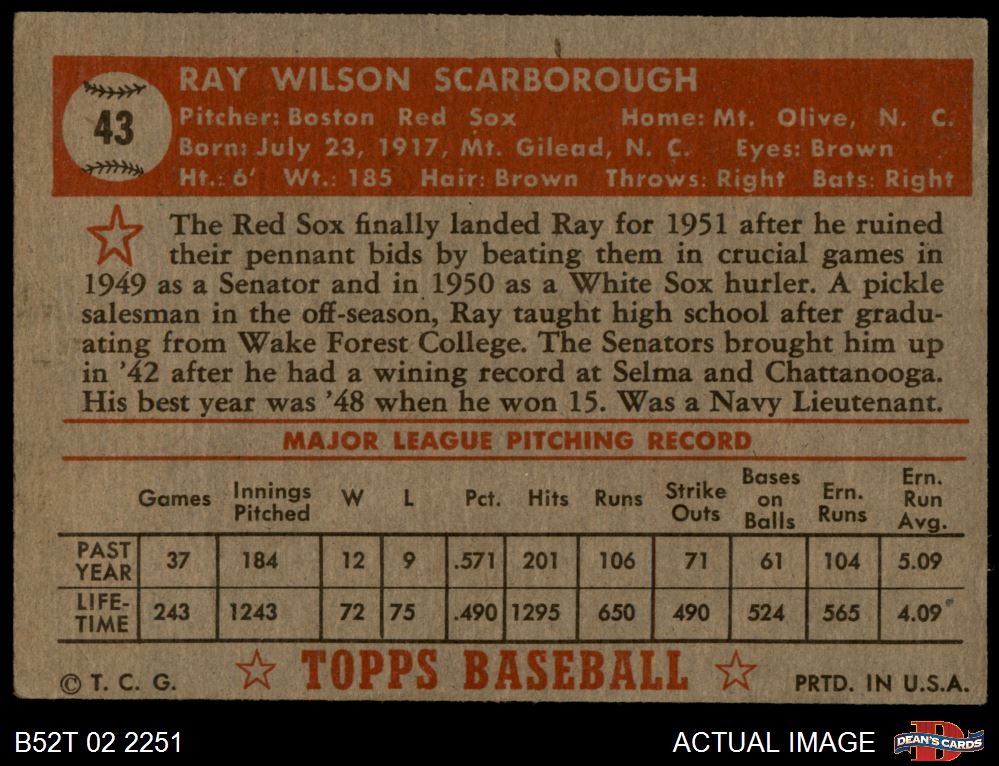 43
RAY WILSON SCARBOROUGH
Pitcher: Boston Red Sox Home: Mt. Olive, N. C.
Born: July 23, 1917, Mt. Gilead, N. C. Eyes: Brown
Ht.: 6' Wt.: 185 Hair: Brown Throws: Right Bats: Right
The Red Sox finally landed Ray for 1951 after he ruined
their pennant bids by beating them in crucial games in
1949 as a Senator and in 1950 as a White Sox hurler. A pickle
salesman in the off-season, Ray taught high school after gradu-
ating from Wake Forest College. The Senators brought him up
in '42 after he had a wining record at Selma and Chattanooga.
His best year was '48 when he won 15. Was a Navy Lieutenant.
MAJOR LEAGUE PITCHING RECORD
Games Innings Pitched W L Pct. Hits Runs Strike Outs Bases on Balls Ern. Runs Ern. Run Avg.
PAST YEAR 37 184 12 9 .571 201 106 71 61 104 5.09
LIFE-TIME 243 1243 72 75 .490 1295 650 490 524 565 4.09
© T. C. G. TOPPS BASEBALL PRTD. IN U.S.A.
B52T 02 2251 ACTUAL IMAGE DEAN'S CARDS